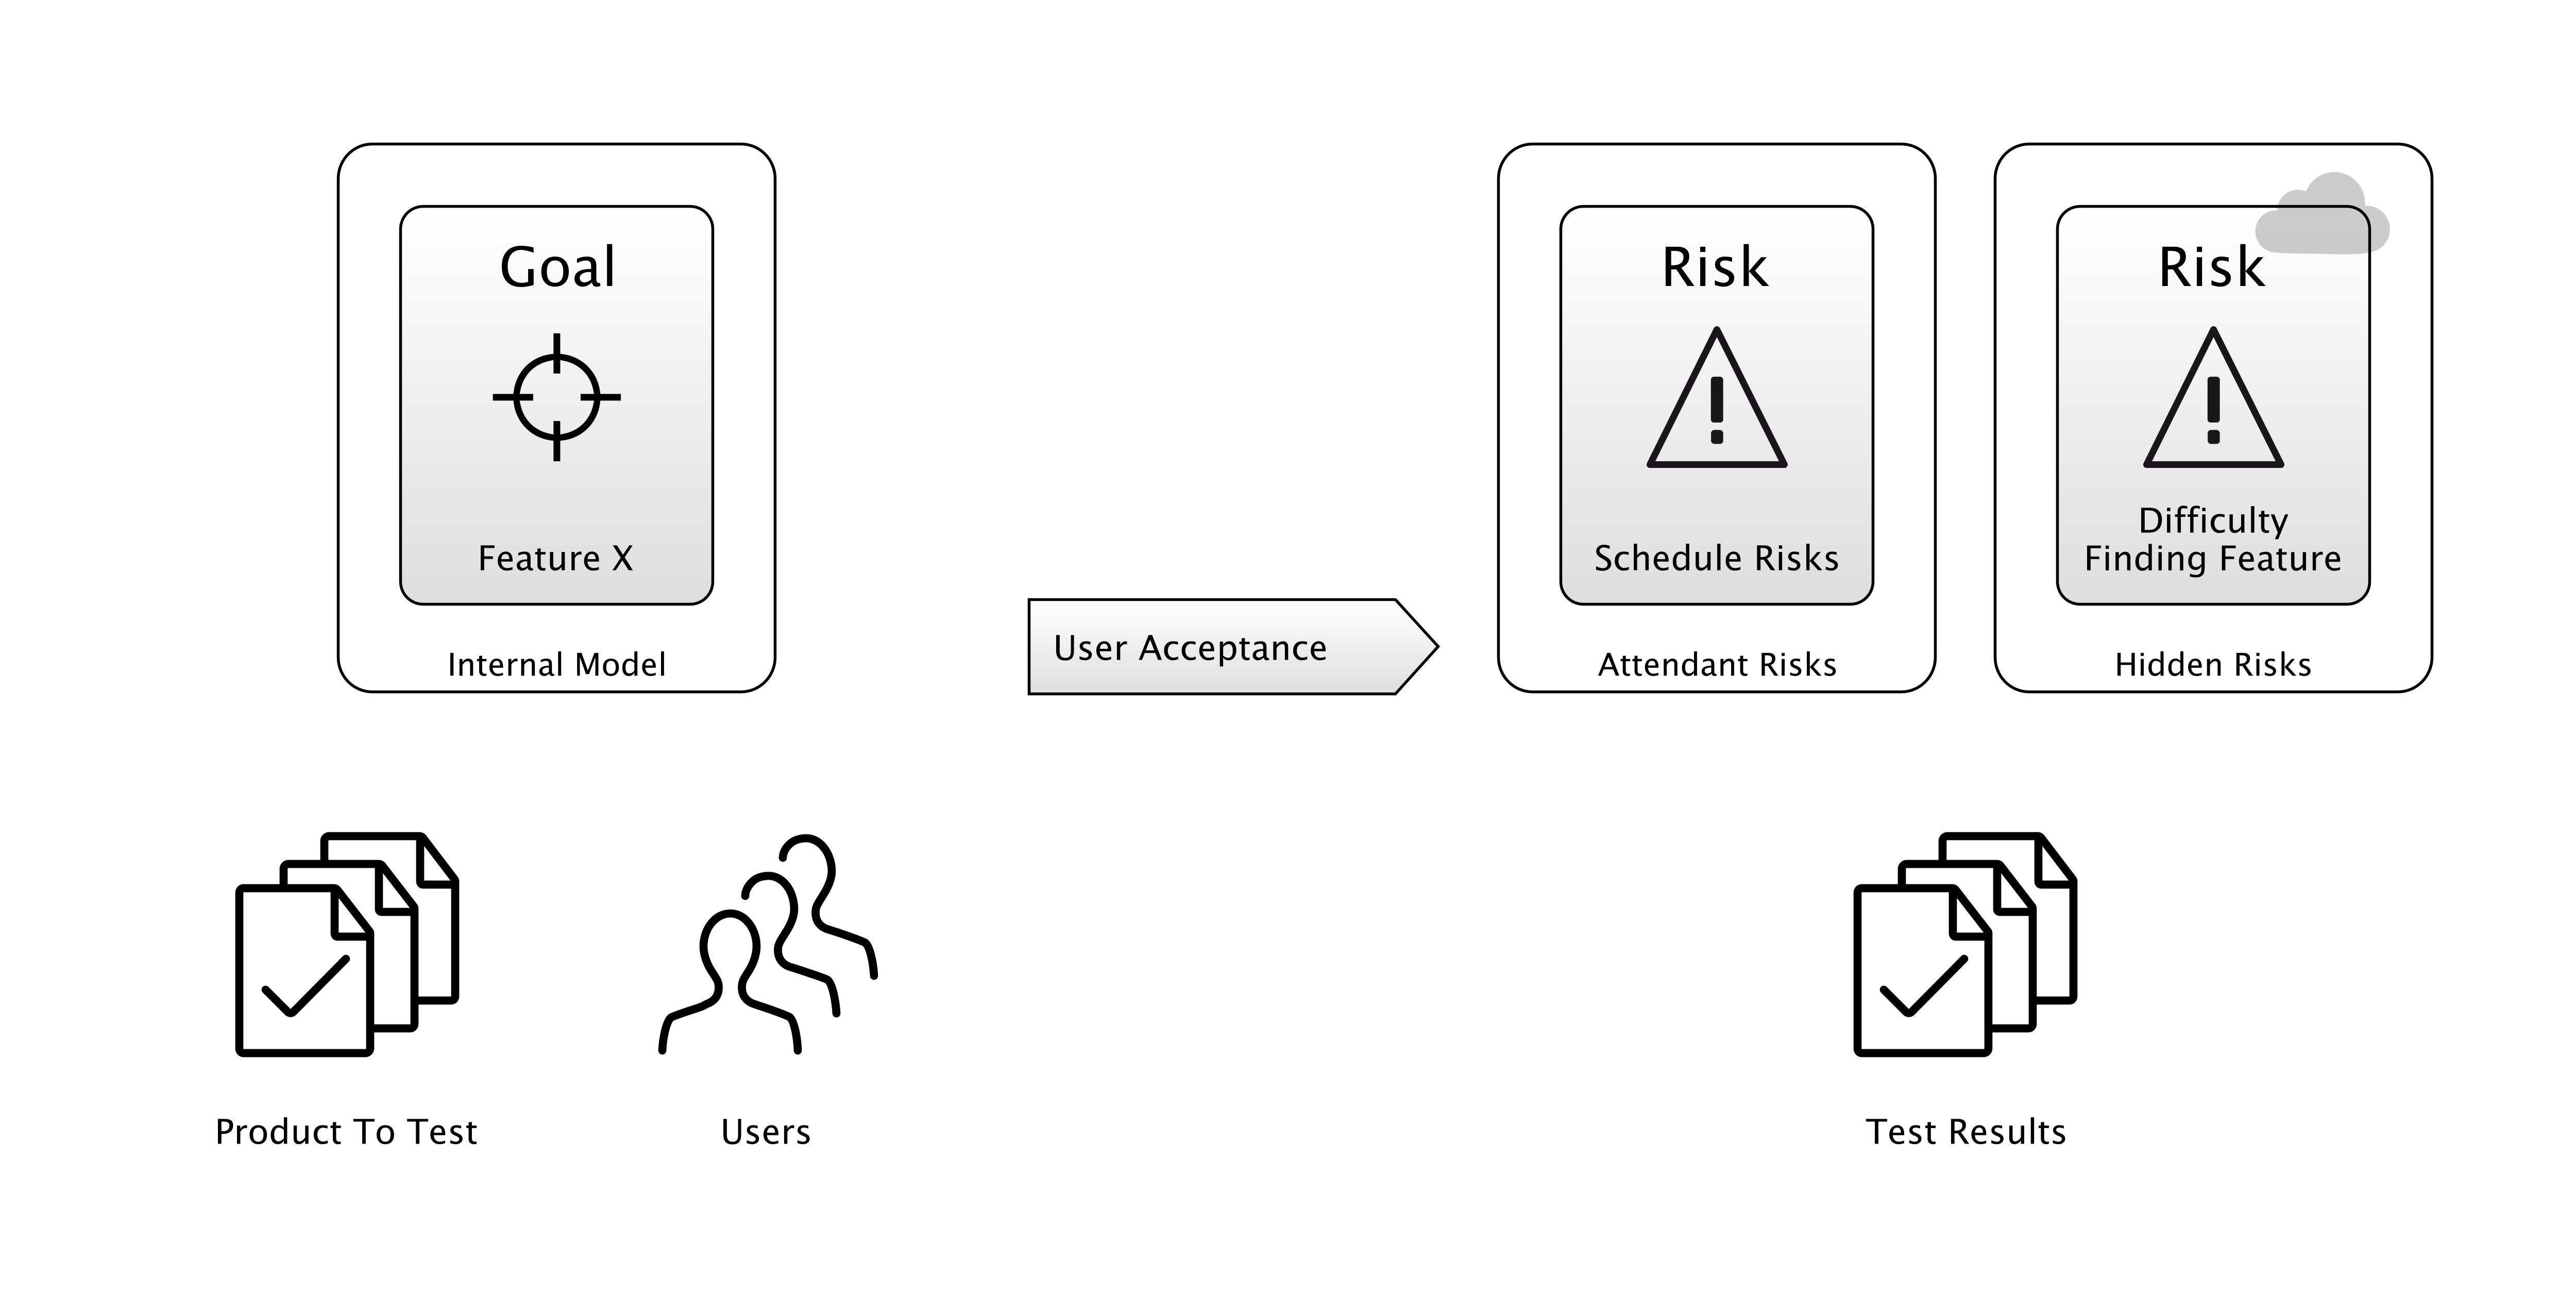 Goal
Feature X
Internal Model
User Acceptance
Risk
Schedule Risks
Attendant Risks
Risk
Difficulty
Finding Feature
Hidden Risks
Product To Test
Users
Test Results